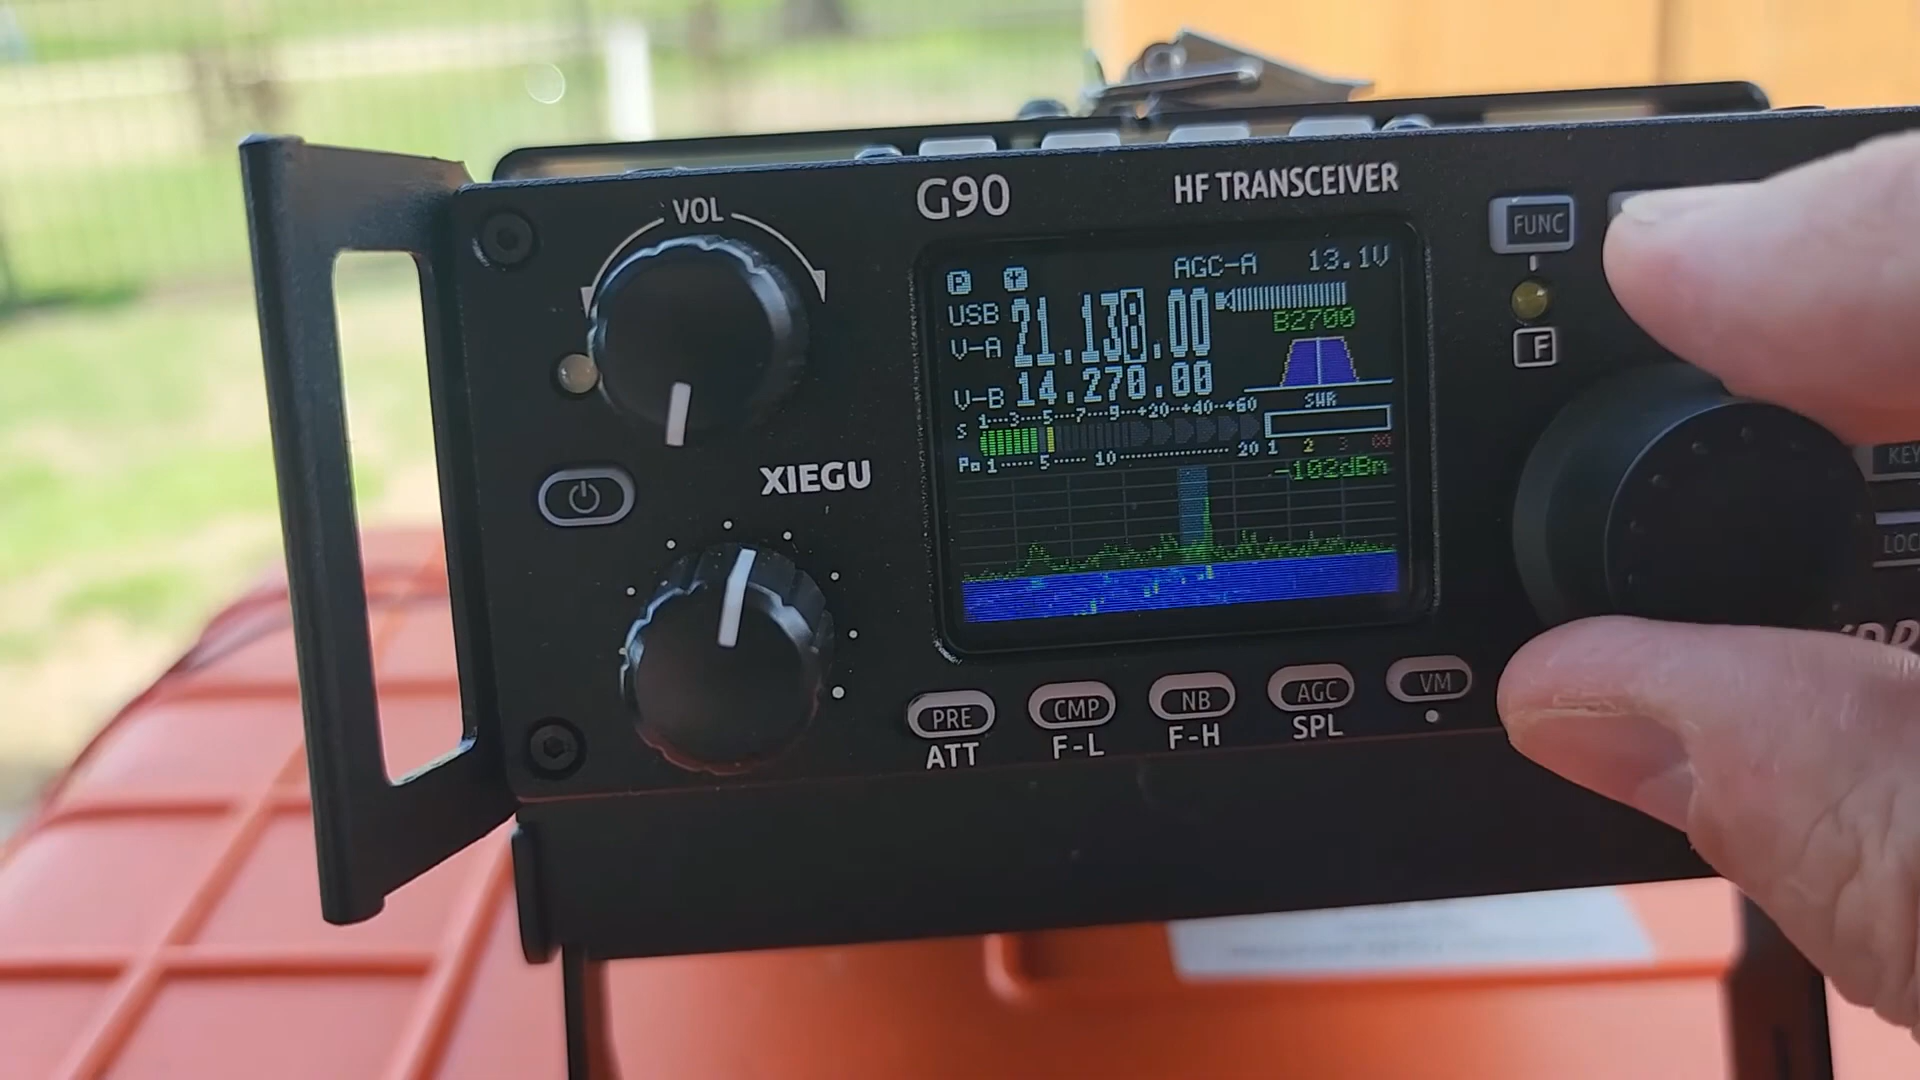 VOL
G90
HF TRANSCEIVER
FUNC
F
P
AGC-A 13.1V
USB 21.138.00
B2700
V-A
V-B 14.270.00
SWR
S 1 3 5 7 9 +20 +40 +60
Po 1 5 10 20
1 2 3 ∞
-102dBm
XIEGU
KEY
LOC
PRE CMP NB AGC VM
ATT F-L F-H SPL